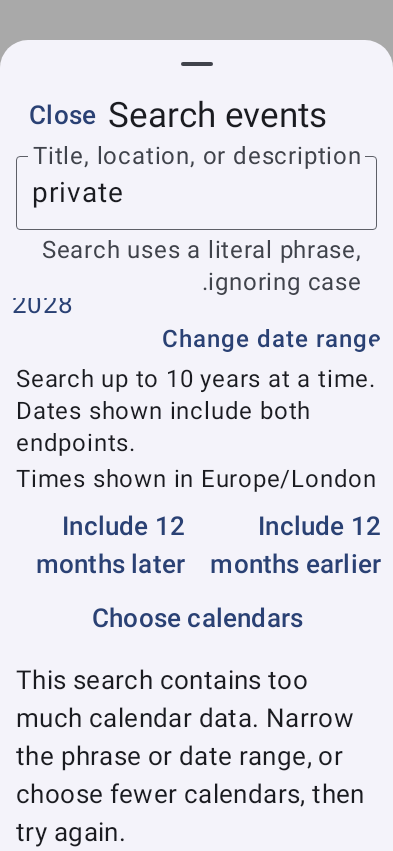 Close Search events
Title, location, or description
private
Search uses a literal phrase,
.ignoring case
2028
Change date range
Search up to 10 years at a time.
Dates shown include both
endpoints.
Times shown in Europe/London
Include 12
months later
Include 12
months earlier
Choose calendars
This search contains too
much calendar data. Narrow
the phrase or date range, or
choose fewer calendars, then
try again.